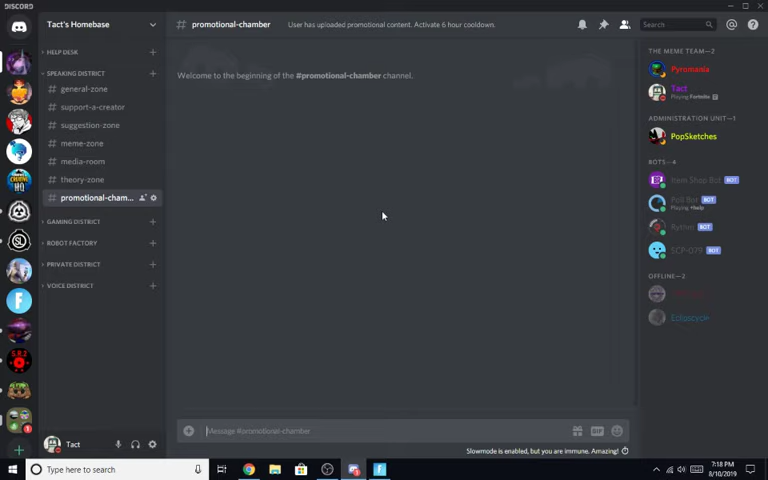 DISCORD
Tact's Homebase
# promotional-chamber
User has uploaded promotional content. Activate 6 hour cooldown.
Search
HELP DESK
SPEAKING DISTRICT
# general-zone
# support-a-creator
# suggestion-zone
# meme-zone
# media-room
# theory-zone
# promotional-cham...
GAMING DISTRICT
ROBOT FACTORY
PRIVATE DISTRICT
VOICE DISTRICT
Tact
Welcome to the beginning of the #promotional-chamber channel.
Message #promotional-chamber
GIF
Slowmode is enabled, but you are immune. Amazing!
THE MEME TEAM—2
Pyromania
Tact
Playing Fortnite
ADMINISTRATION UNIT—1
PopSketches
BOTS—4
Item Shop Bot BOT
Poll Bot BOT
Playing +help
Rythm BOT
SCP-079 BOT
OFFLINE—2
Type here to search
7:18 PM
8/10/2019